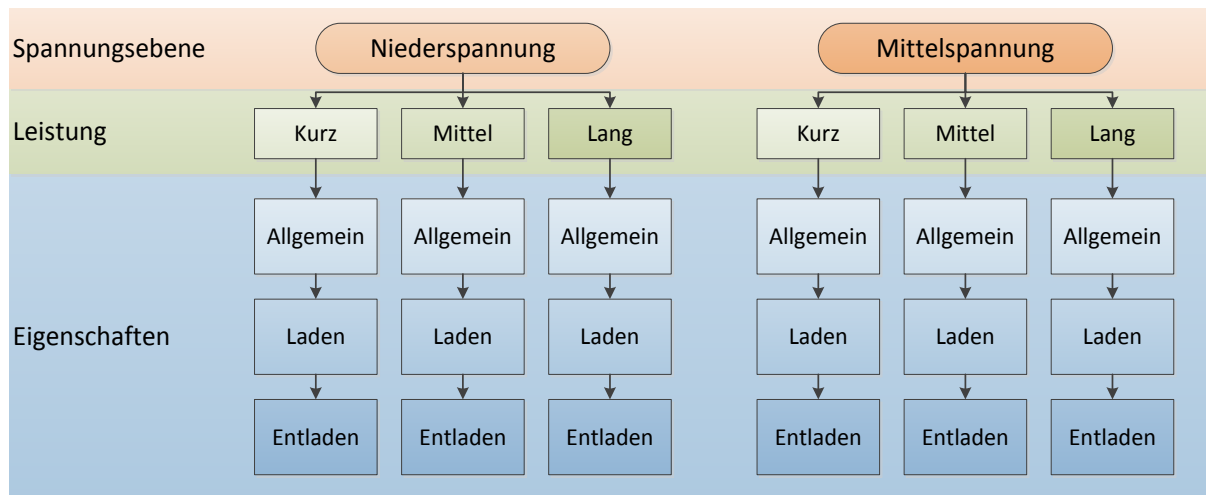 Spannungsebene
Niederspannung
Mittelspannung
Leistung
Kurz
Mittel
Lang
Kurz
Mittel
Lang
Eigenschaften
Allgemein
Allgemein
Allgemein
Allgemein
Allgemein
Allgemein
Laden
Laden
Laden
Laden
Laden
Laden
Entladen
Entladen
Entladen
Entladen
Entladen
Entladen